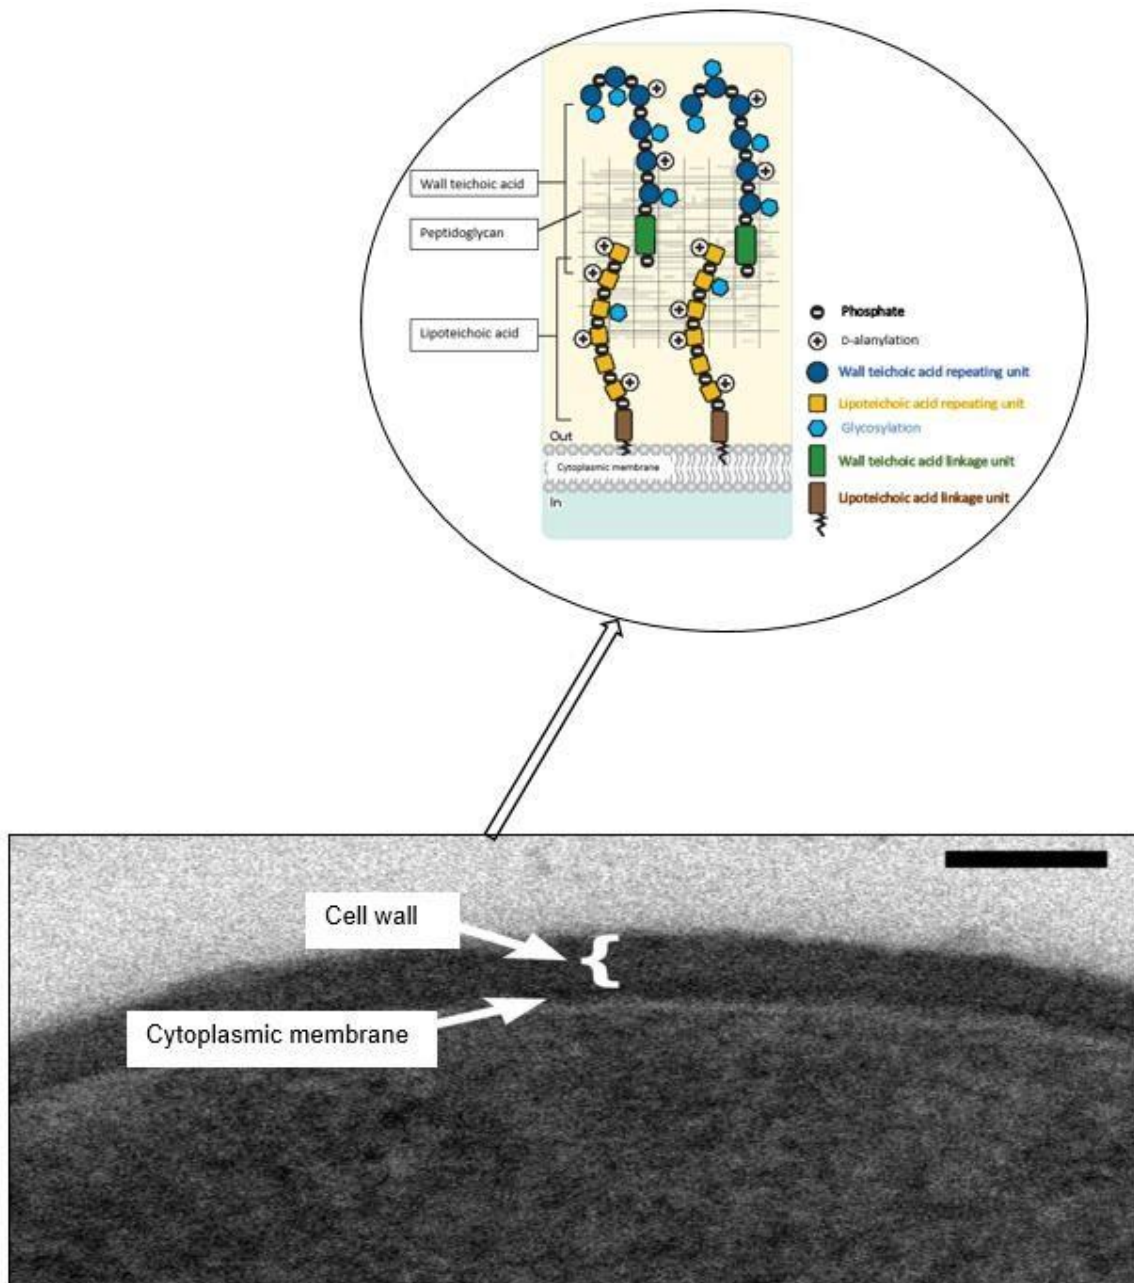 Wall teichoic acid
Peptidoglycan
Lipoteichoic acid
Out
Cytoplasmic membrane
In
Phosphate
D-alanylation
Wall teichoic acid repeating unit
Lipoteichoic acid repeating unit
Glycosylation
Wall teichoic acid linkage unit
Lipoteichoic acid linkage unit
Cell wall
Cytoplasmic membrane